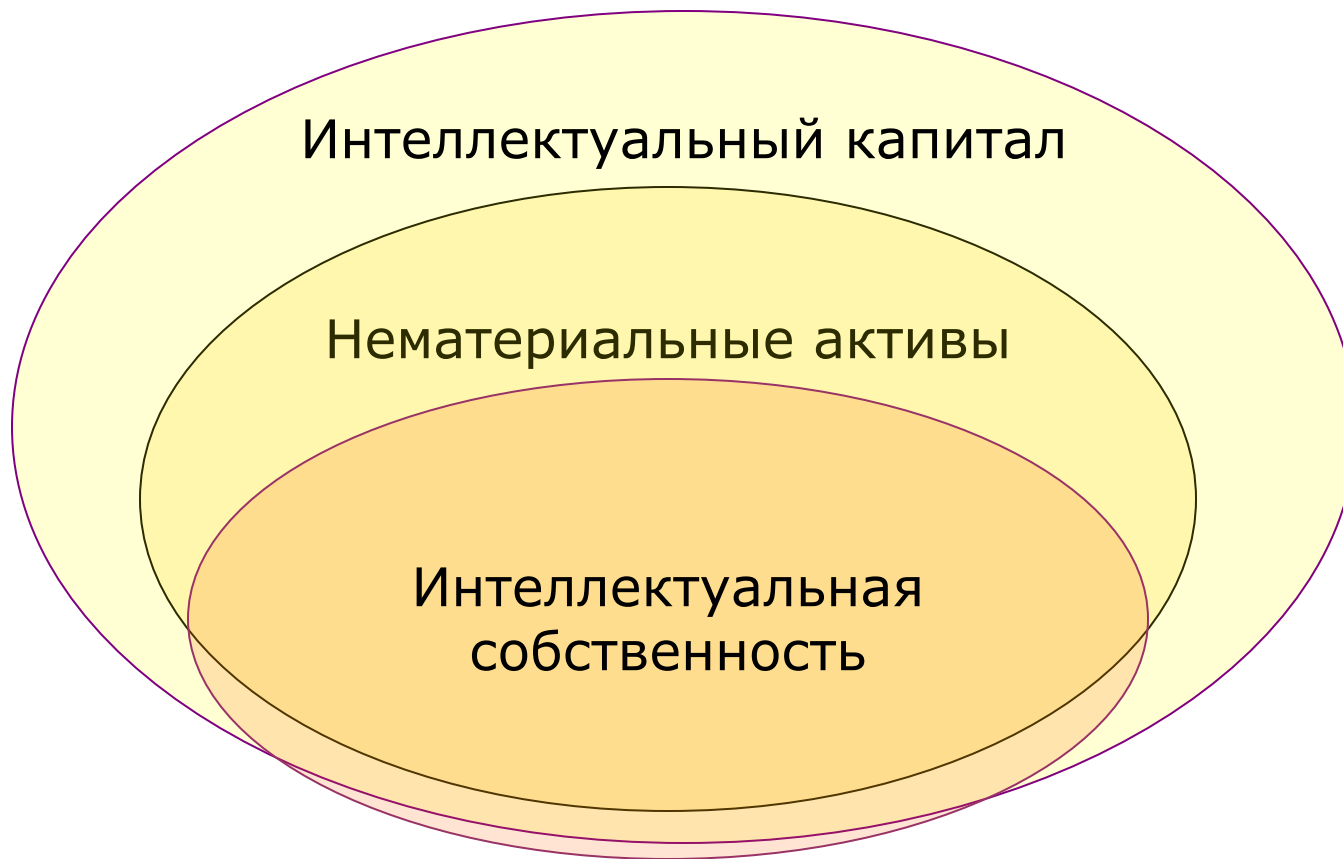 Интеллектуальный капитал
Нематериальные активы
Интеллектуальная
собственность